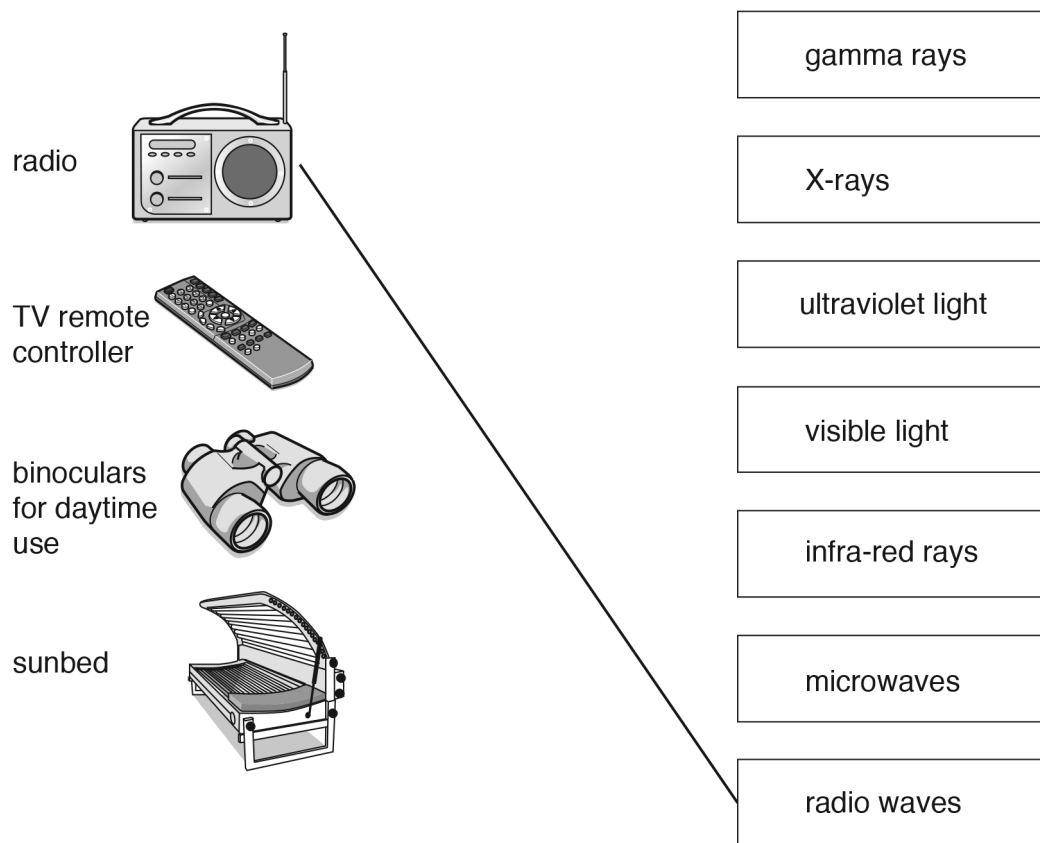 radio
TV remote
controller
binoculars
for daytime
use
sunbed
gamma rays
X-rays
ultraviolet light
visible light
infra-red rays
microwaves
radio waves